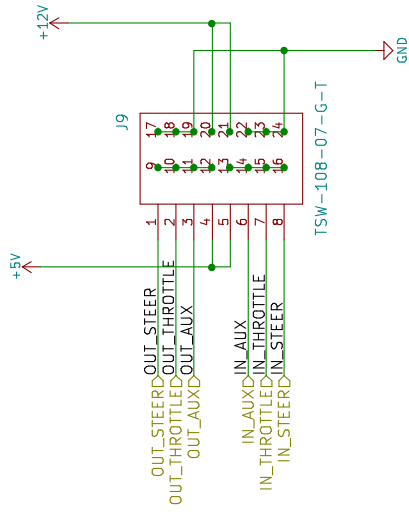 +12V
GND
J9
TSW-108-07-G-T
17 18 19 20 21 22 23 24
9 10 11 12 13 14 15 16
1 2 3 4 5 6 7 8
+5V
OUT_STEER
OUT_THROTTLE
OUT_AUX
IN_AUX
IN_THROTTLE
IN_STEER
OUT_STEER
OUT_THROTTLE
OUT_AUX
IN_AUX
IN_THROTTLE
IN_STEER